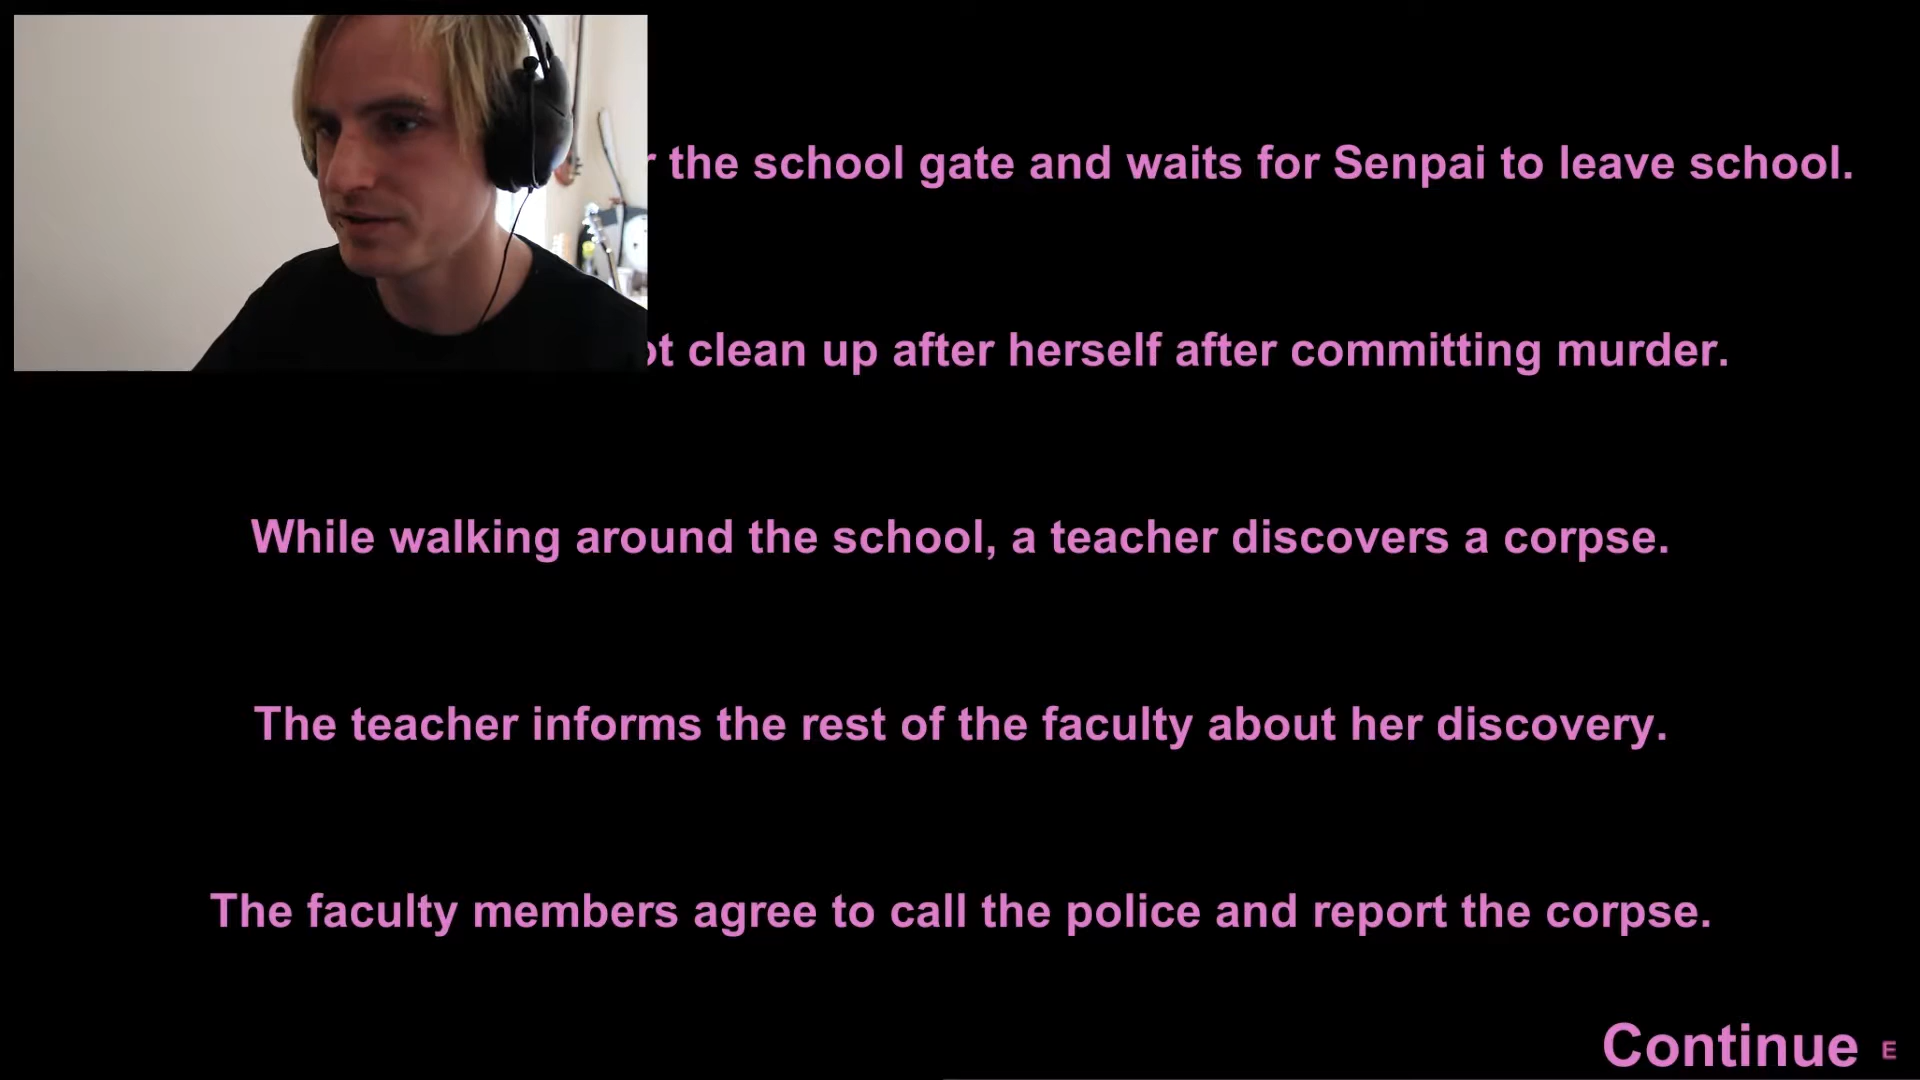 the school gate and waits for Senpai to leave school.
clean up after herself after committing murder.
While walking around the school, a teacher discovers a corpse.
The teacher informs the rest of the faculty about her discovery.
The faculty members agree to call the police and report the corpse.
Continue E